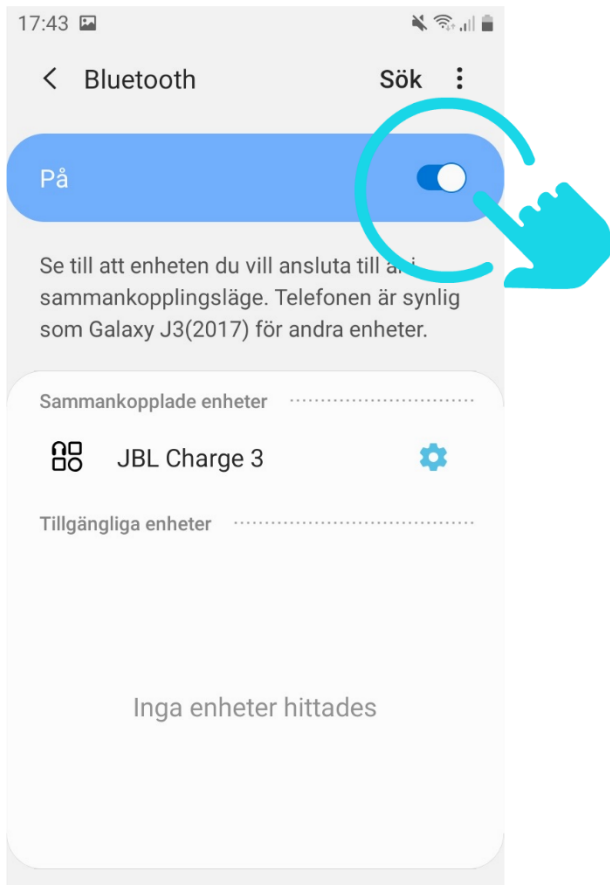 17:43
Bluetooth
Sök
På
Se till att enheten du vill ansluta till är i
sammankopplingsläge. Telefonen är synlig
som Galaxy J3(2017) för andra enheter.
Sammankopplade enheter
JBL Charge 3
Tillgängliga enheter
Inga enheter hittades